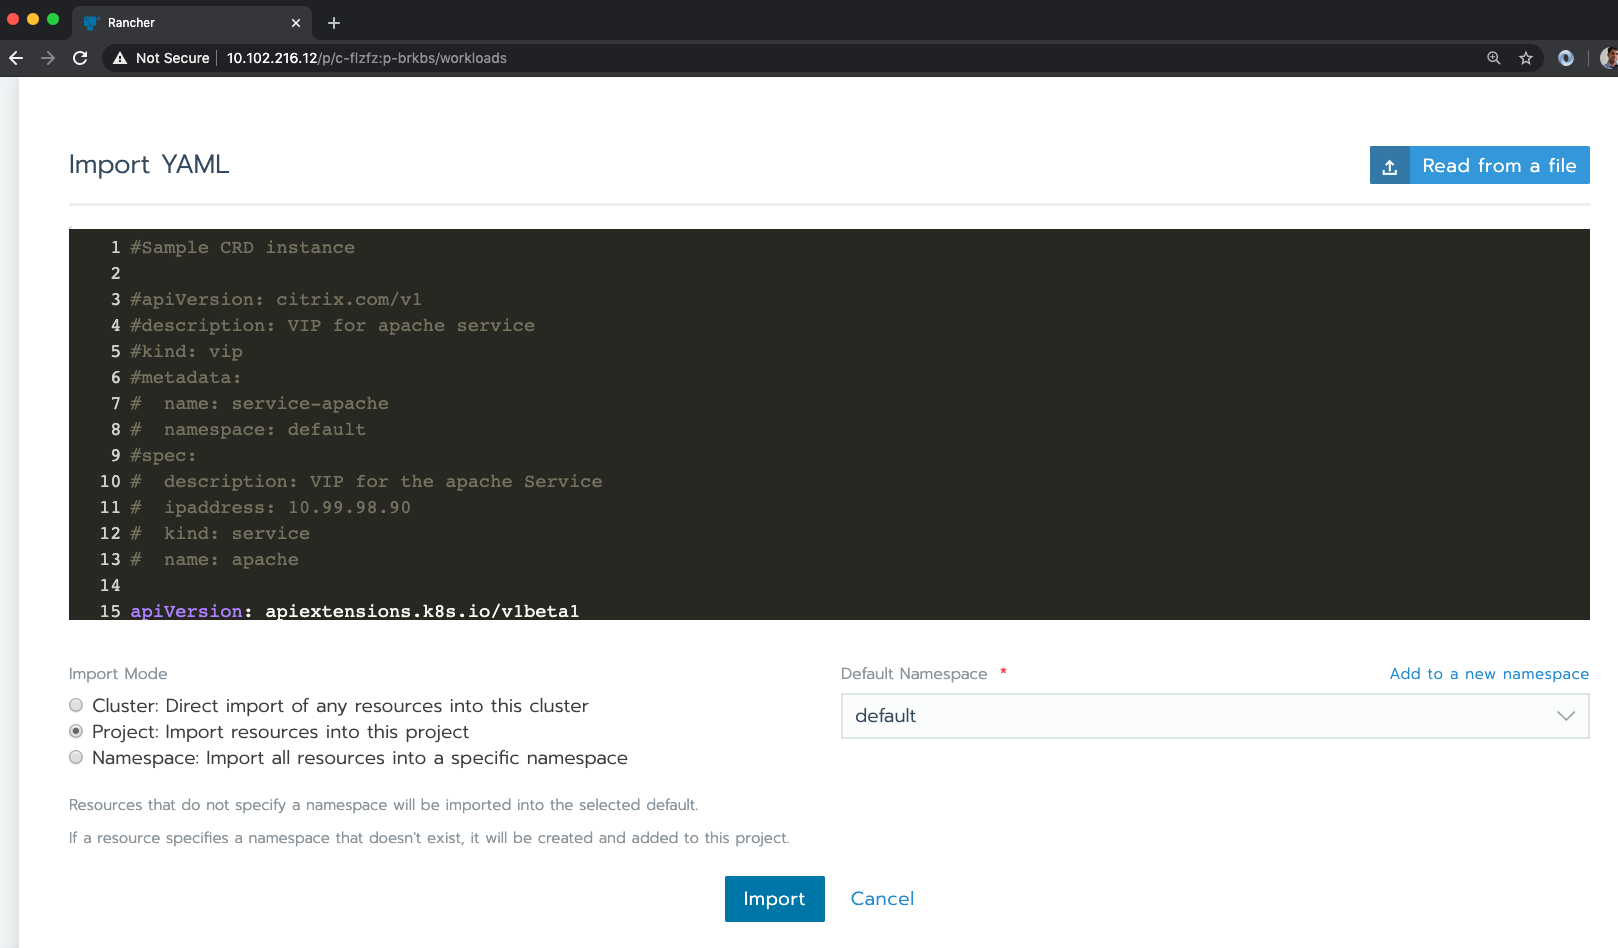 Rancher
Not Secure 10.102.216.12/p/c-flzfz:p-brkbs/workloads
Import YAML
Read from a file
1 #Sample CRD instance
2
3 #apiVersion: citrix.com/v1
4 #description: VIP for apache service
5 #kind: vip
6 #metadata:
7 #  name: service-apache
8 #  namespace: default
9 #spec:
10 #  description: VIP for the apache Service
11 #  ipaddress: 10.99.98.90
12 #  kind: service
13 #  name: apache
14
15 apiVersion: apiextensions.k8s.io/v1beta1
Import Mode
Cluster: Direct import of any resources into this cluster
Project: Import resources into this project
Namespace: Import all resources into a specific namespace
Resources that do not specify a namespace will be imported into the selected default.
If a resource specifies a namespace that doesn't exist, it will be created and added to this project.
Default Namespace *
Add to a new namespace
default
Import
Cancel